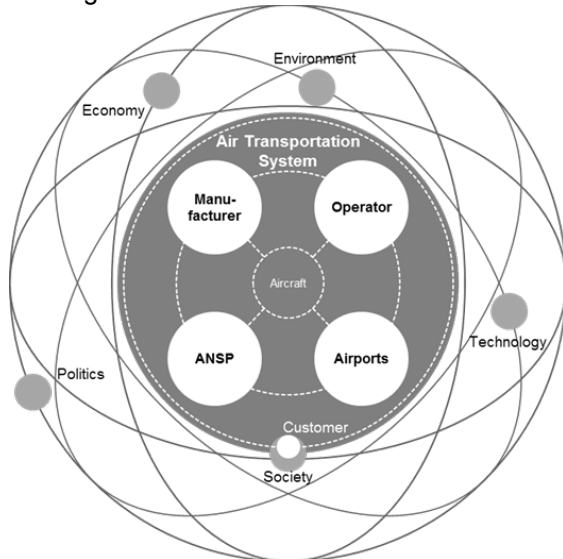 Environment
Economy
Air Transportation
System
Manu-
facturer
Operator
Aircraft
Technology
ANSP
Airports
Politics
Customer
Society